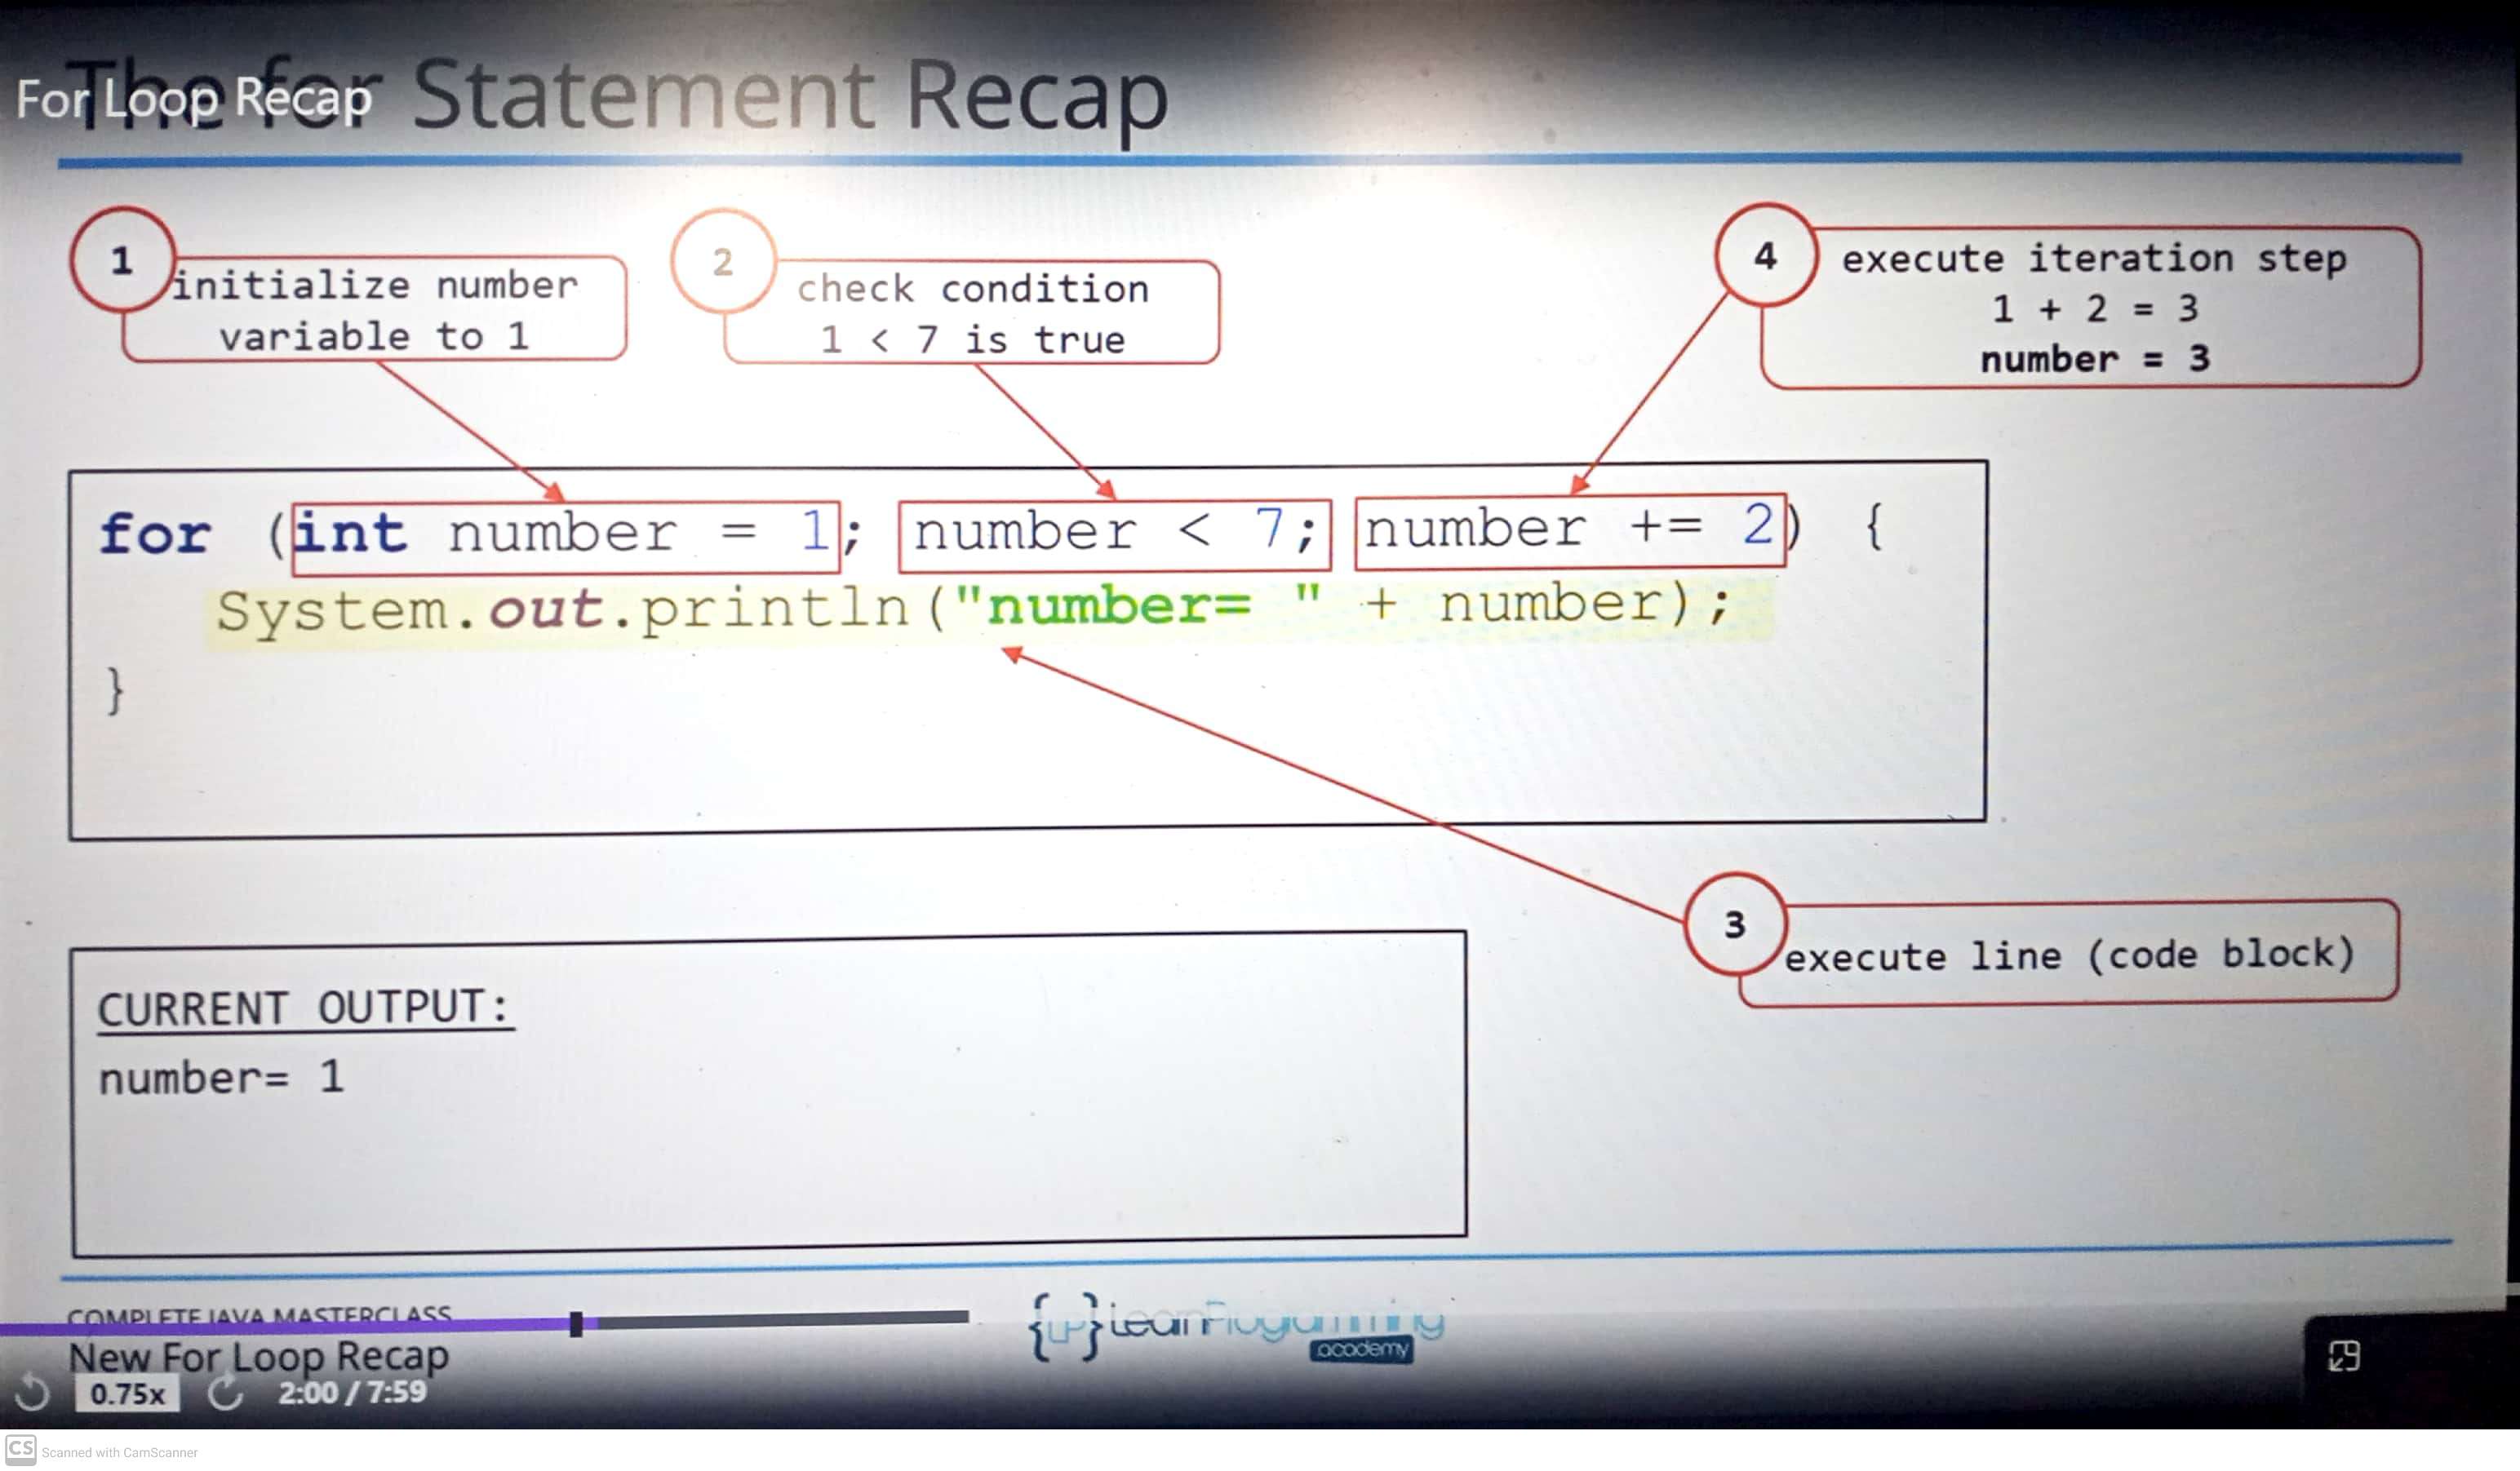 The for Statement Recap
For Loop Recap
1
initialize number
variable to 1
2
check condition
1 < 7 is true
4
execute iteration step
1 + 2 = 3
number = 3
for (int number = 1; number < 7; number += 2) {
System.out.println("number= " + number);
}
3
execute line (code block)
CURRENT OUTPUT:
number= 1
COMPLETE JAVA MASTERCLASS
New For Loop Recap
{LP} LearnProgramming
academy
0.75x
2:00 / 7:59
CS Scanned with CamScanner